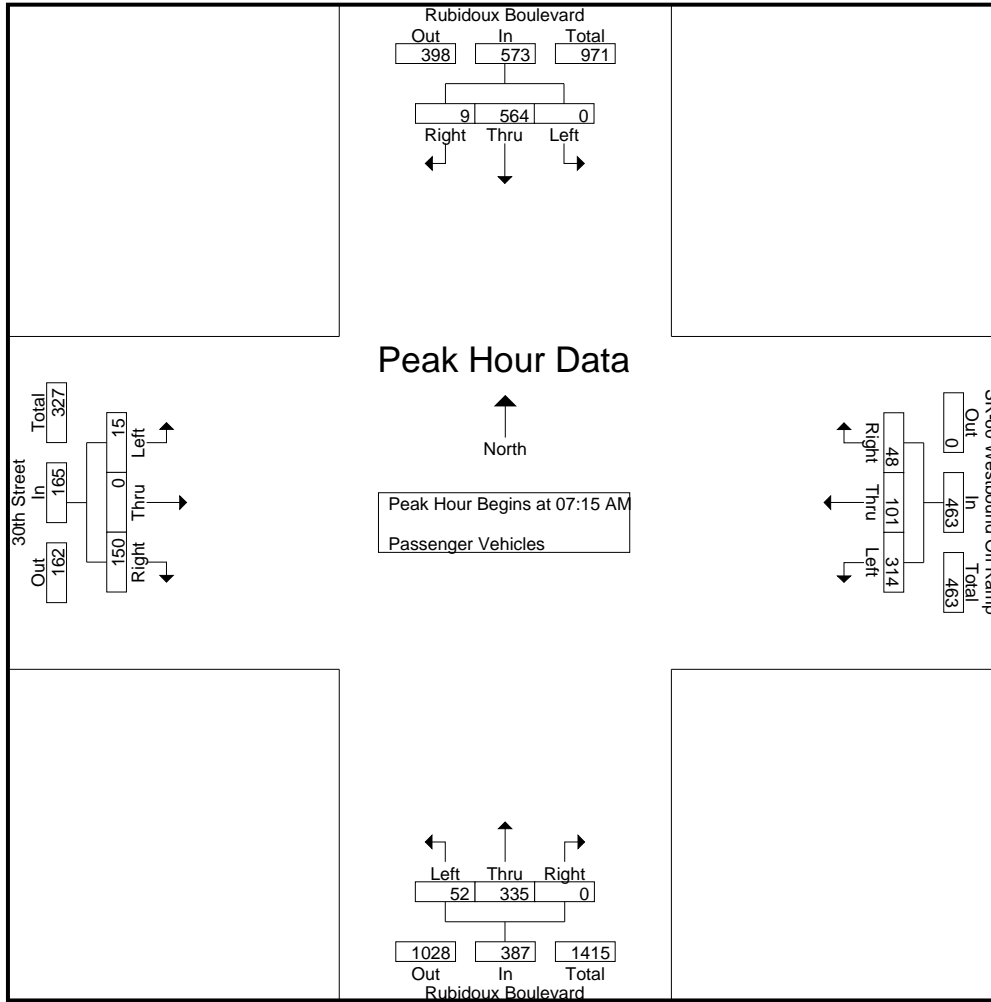 Rubidoux Boulevard
Out In Total
398 573 971
9 564 0
Right Thru Left
Peak Hour Data
North
Peak Hour Begins at 07:15 AM
Passenger Vehicles
30th Street
Total In Out
327 165 162
15 0 150
Left Thru Right
Westbound Ramp
Out In Total
0 463 463
48 101 314
Right Thru Left
Left Thru Right
52 335 0
1028 387 1415
Out In Total
Rubidoux Boulevard